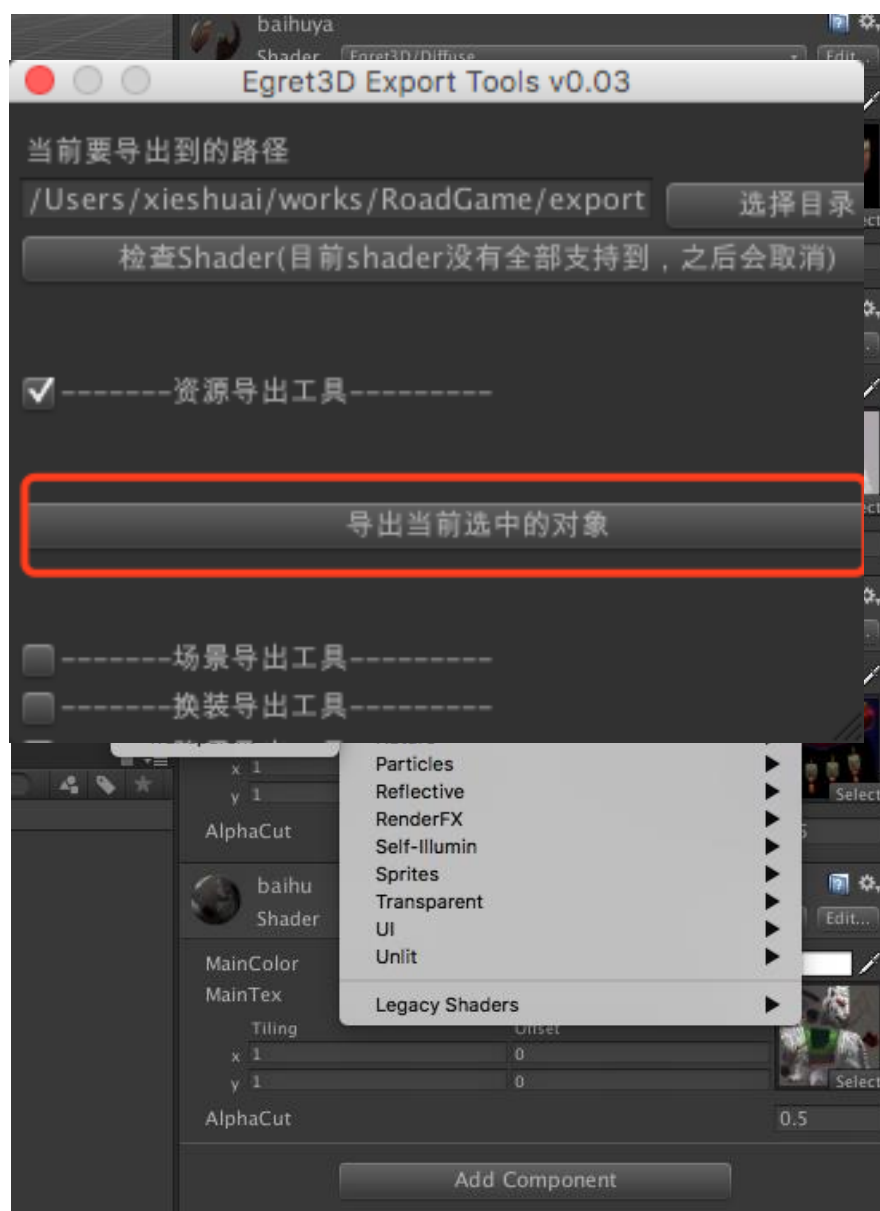 baihuya
Shader Egret3D/Diffuse Edit...
Egret3D Export Tools v0.03
当前要导出到的路径
/Users/xieshuai/works/RoadGame/export 选择目录
检查Shader(目前shader没有全部支持到，之后会取消)
-------资源导出工具---------
导出当前选中的对象
-------场景导出工具---------
-------换装导出工具---------
x 1
Particles
y 1
Reflective
Select
RenderFX
AlphaCut
Self-Illumin
Sprites
baihu
Transparent
Shader
Edit...
UI
Unlit
MainColor
MainTex
Legacy Shaders
Tiling Offset
x 1 0
y 1 0
Select
AlphaCut 0.5
Add Component